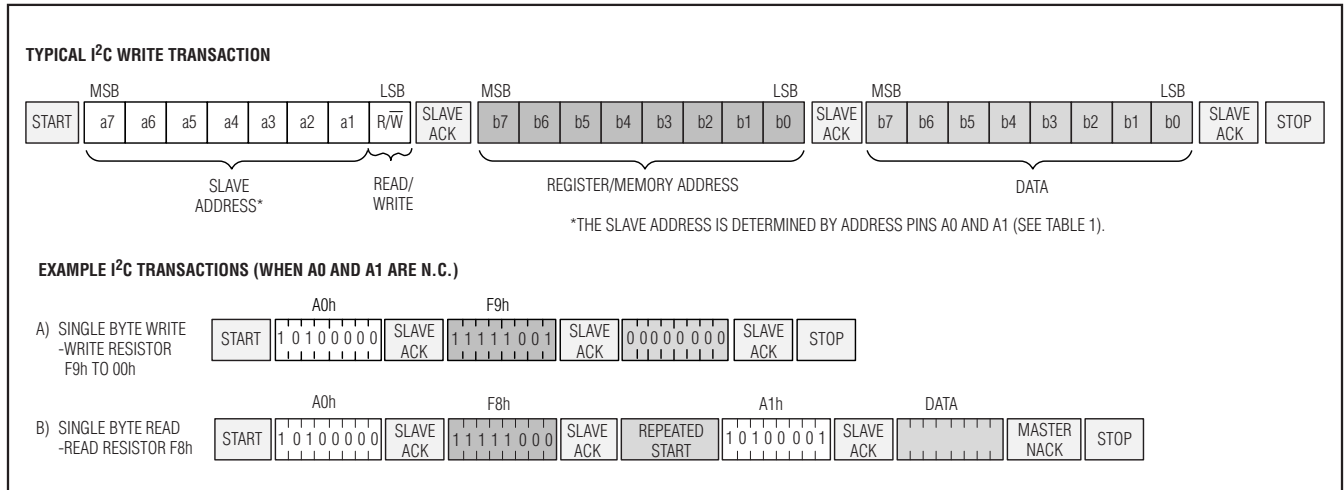 TYPICAL I²C WRITE TRANSACTION
MSB LSB MSB LSB MSB LSB
START a7 a6 a5 a4 a3 a2 a1 R/W̅ SLAVE ACK b7 b6 b5 b4 b3 b2 b1 b0 SLAVE ACK b7 b6 b5 b4 b3 b2 b1 b0 SLAVE ACK STOP
SLAVE ADDRESS* READ/WRITE REGISTER/MEMORY ADDRESS DATA
*THE SLAVE ADDRESS IS DETERMINED BY ADDRESS PINS A0 AND A1 (SEE TABLE 1).
EXAMPLE I²C TRANSACTIONS (WHEN A0 AND A1 ARE N.C.)
A0h F9h
A) SINGLE BYTE WRITE
-WRITE RESISTOR
F9h TO 00h
START 1 0 1 0 0 0 0 0 SLAVE ACK 1 1 1 1 1 0 0 1 SLAVE ACK 0 0 0 0 0 0 0 0 SLAVE ACK STOP
A0h F8h A1h DATA
B) SINGLE BYTE READ
-READ RESISTOR F8h
START 1 0 1 0 0 0 0 0 SLAVE ACK 1 1 1 1 1 0 0 0 SLAVE ACK REPEATED START 1 0 1 0 0 0 0 1 SLAVE ACK MASTER NACK STOP